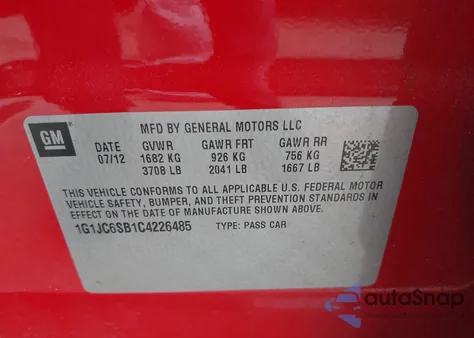 GM
MFD BY GENERAL MOTORS LLC
DATE GVWR GAWR FRT GAWR RR
07/12 1682 KG 926 KG 756 KG
3708 LB 2041 LB 1667 LB
THIS VEHICLE CONFORMS TO ALL APPLICABLE U.S. FEDERAL MOTOR
VEHICLE SAFETY, BUMPER, AND THEFT PREVENTION STANDARDS IN
EFFECT ON THE DATE OF MANUFACTURE SHOWN ABOVE.
1G1JC6SB1C4226485 TYPE: PASS CAR
autoSnap